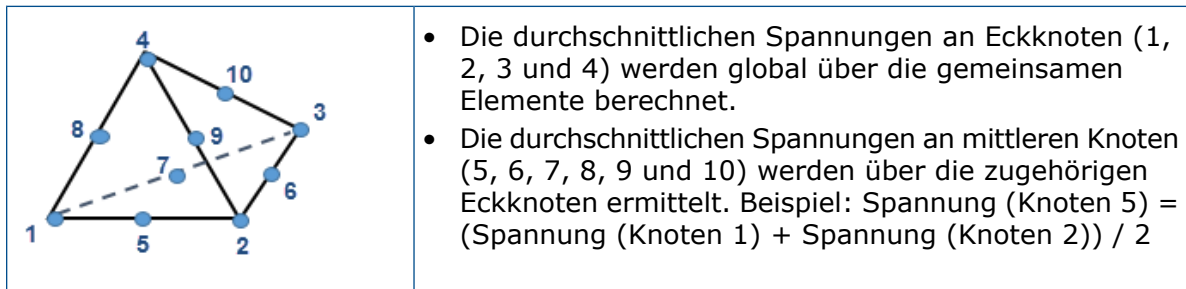 4
10
3
8
9
7
6
1
5
2
• Die durchschnittlichen Spannungen an Eckknoten (1,
2, 3 und 4) werden global über die gemeinsamen
Elemente berechnet.
• Die durchschnittlichen Spannungen an mittleren Knoten
(5, 6, 7, 8, 9 und 10) werden über die zugehörigen
Eckknoten ermittelt. Beispiel: Spannung (Knoten 5) =
(Spannung (Knoten 1) + Spannung (Knoten 2)) / 2